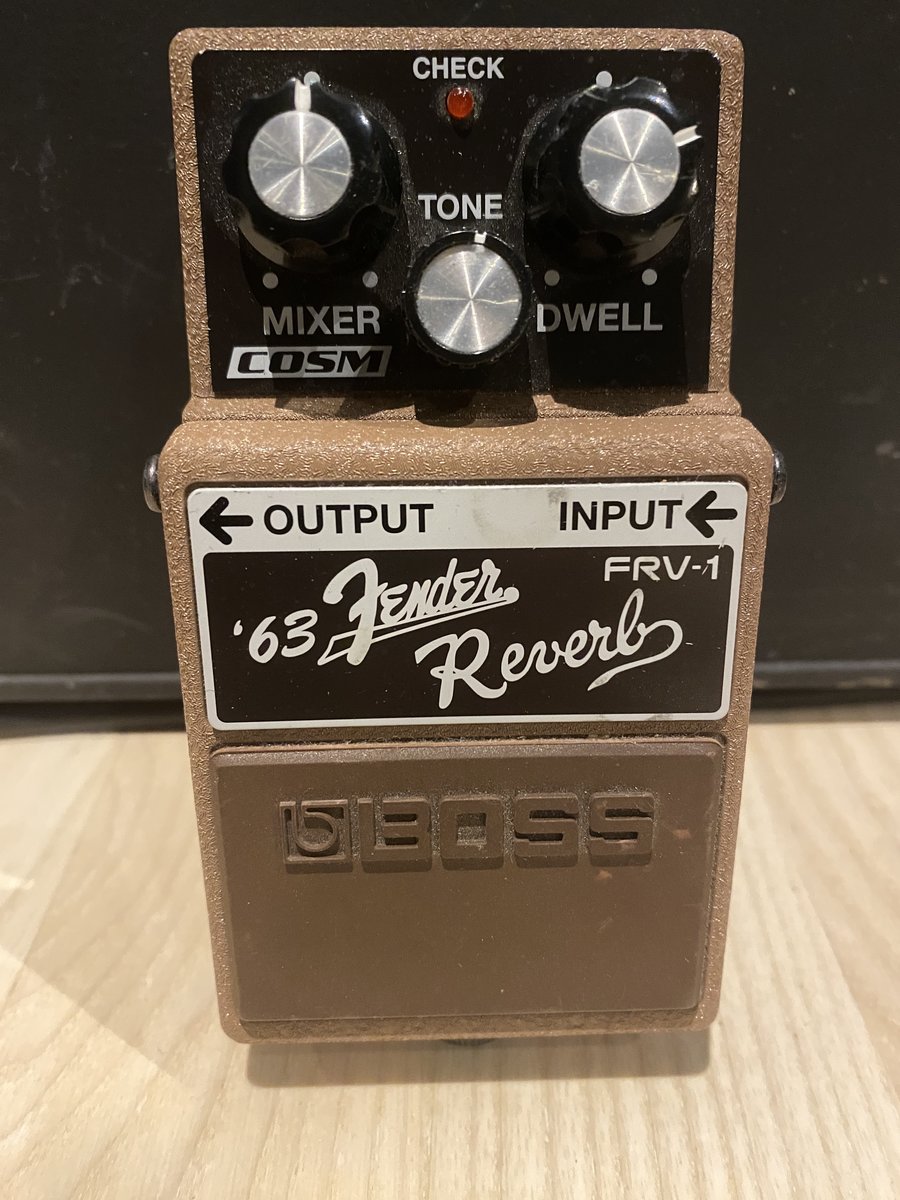 CHECK
TONE
MIXER
DWELL
COSM
OUTPUT
INPUT
FRV-1
'63 Fender
Reverb
BOSS